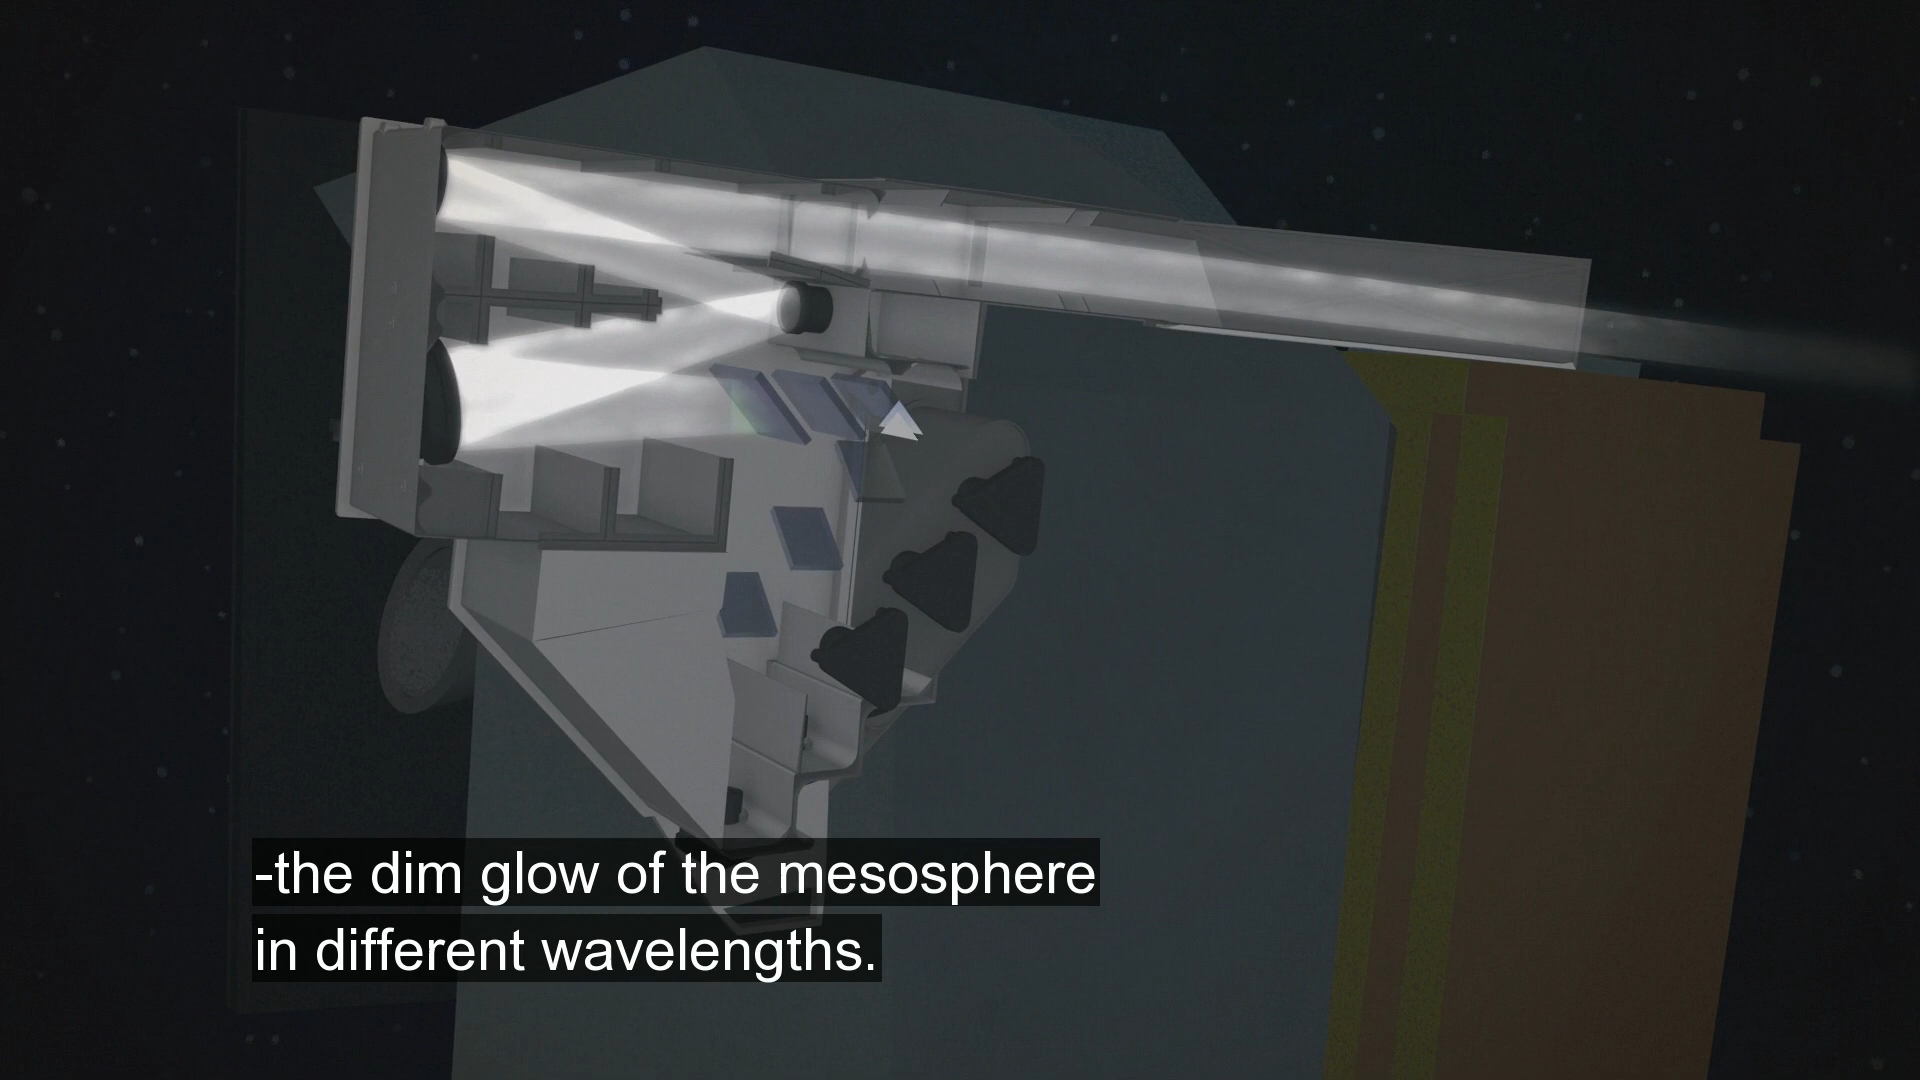 -the dim glow of the mesosphere
in different wavelengths.